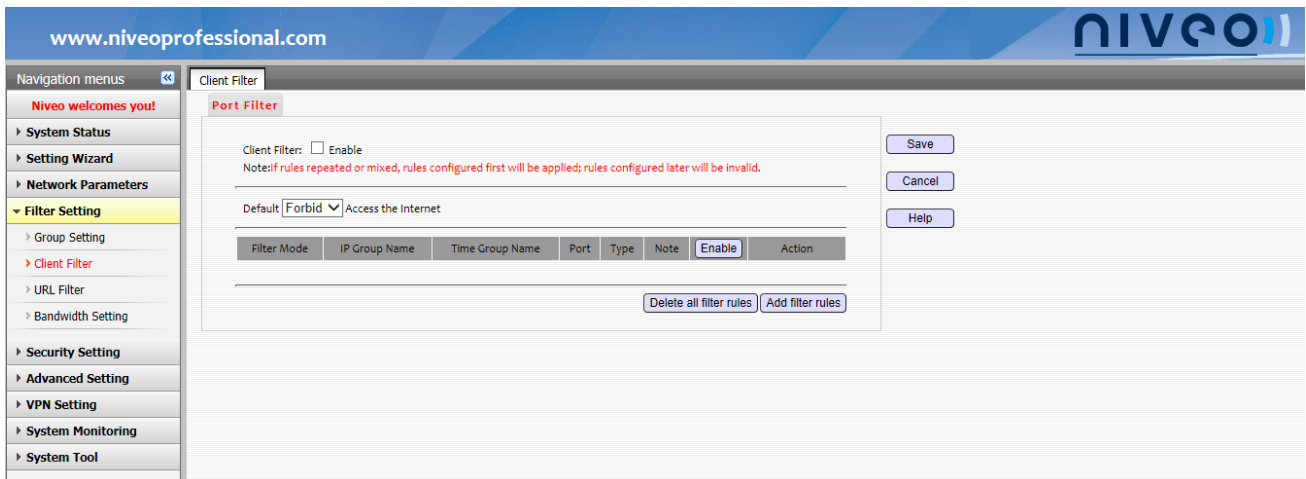 www.niveoprofessional.com
niveo
Navigation menus
Client Filter
Niveo welcomes you!
Port Filter
System Status
Setting Wizard
Network Parameters
Filter Setting
Group Setting
Client Filter
URL Filter
Bandwidth Setting
Security Setting
Advanced Setting
VPN Setting
System Monitoring
System Tool
Client Filter: Enable
Note:If rules repeated or mixed, rules configured first will be applied; rules configured later will be invalid.
Default Forbid Access the Internet
Filter Mode IP Group Name Time Group Name Port Type Note Enable Action
Delete all filter rules Add filter rules
Save
Cancel
Help